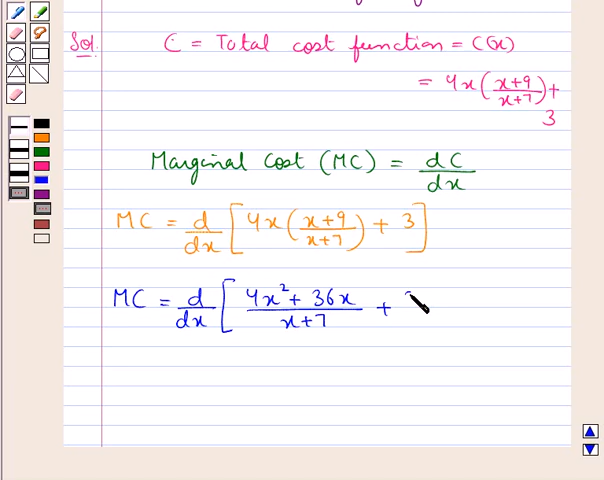 Sol. C = Total cost function = C(x)
= 4x(x+9/x+7)+
3
Marginal Cost (MC) = dC/dx
MC = d/dx [4x(x+9/x+7) + 3]
MC = d/dx [4x²+ 36x/x+7 +